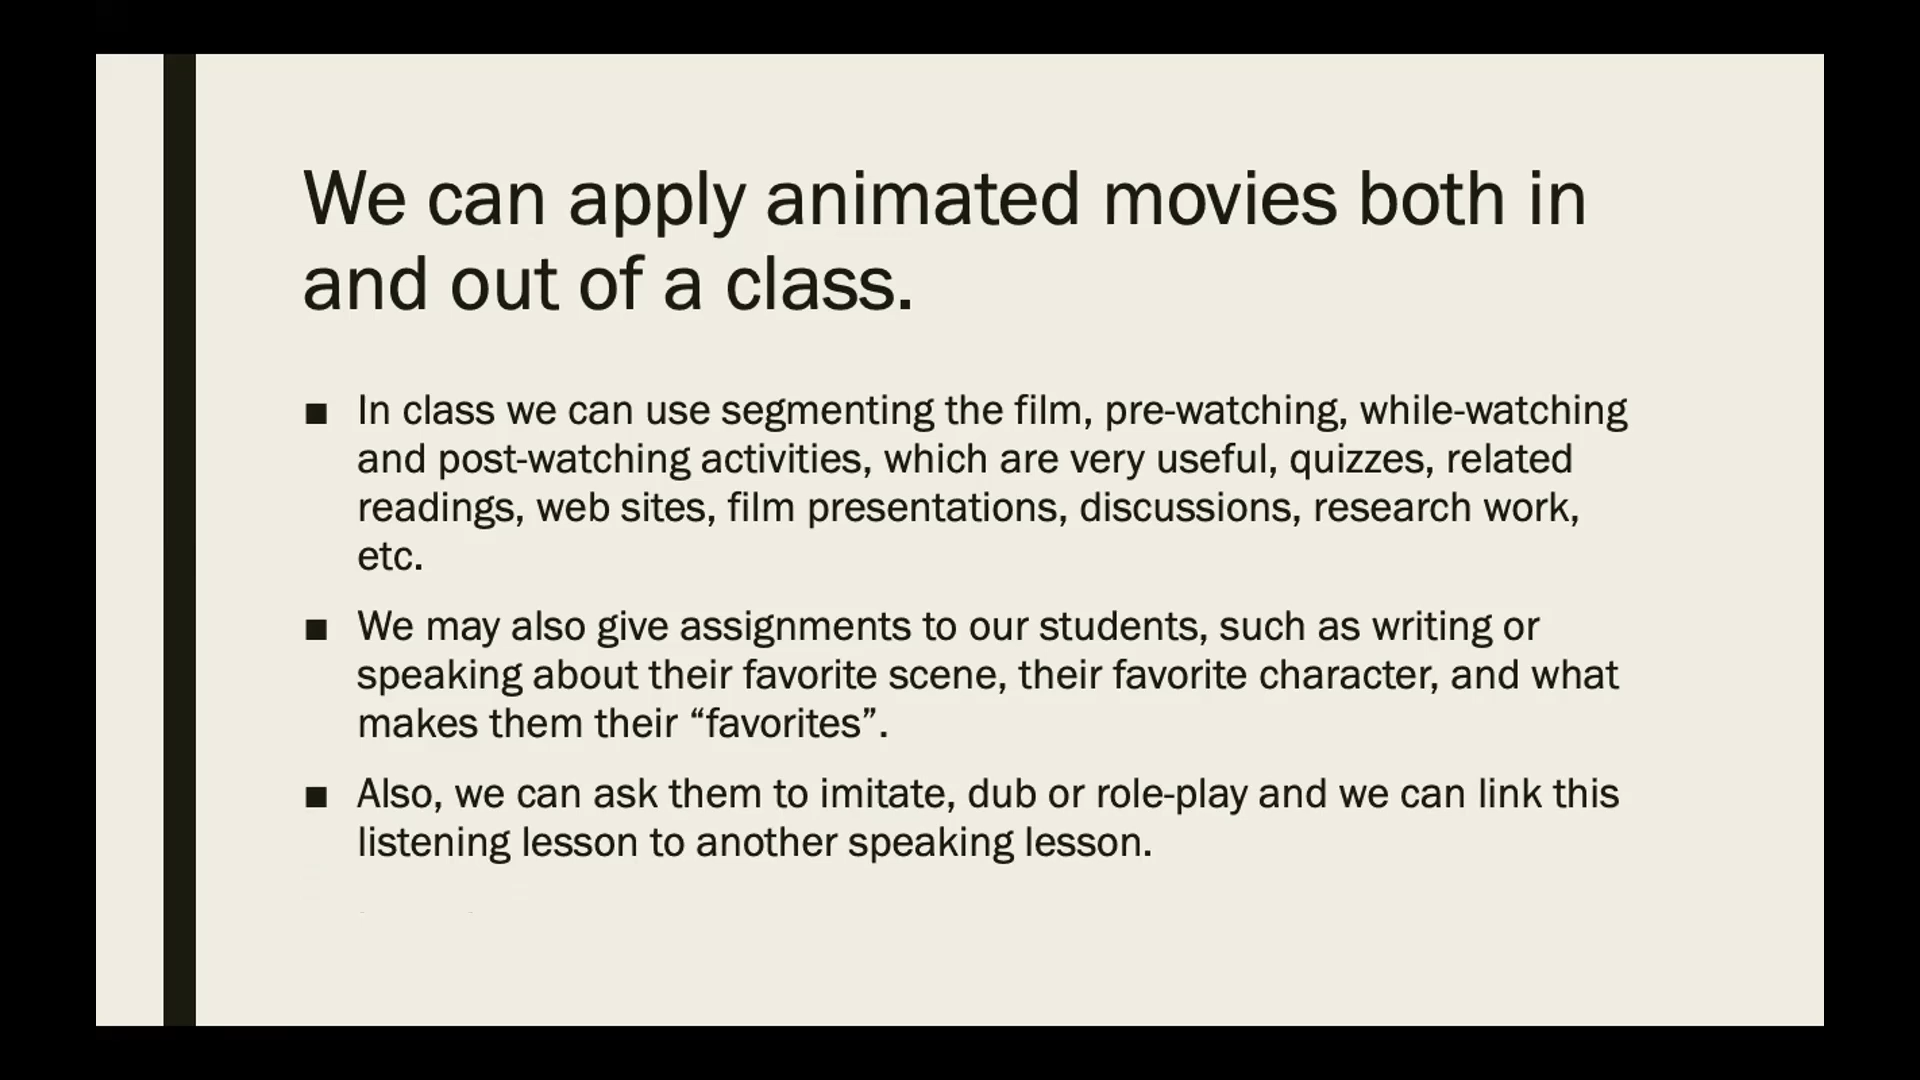 We can apply animated movies both in
and out of a class.
■ In class we can use segmenting the film, pre-watching, while-watching
and post-watching activities, which are very useful, quizzes, related
readings, web sites, film presentations, discussions, research work,
etc.
■ We may also give assignments to our students, such as writing or
speaking about their favorite scene, their favorite character, and what
makes them their “favorites”.
■ Also, we can ask them to imitate, dub or role-play and we can link this
listening lesson to another speaking lesson.